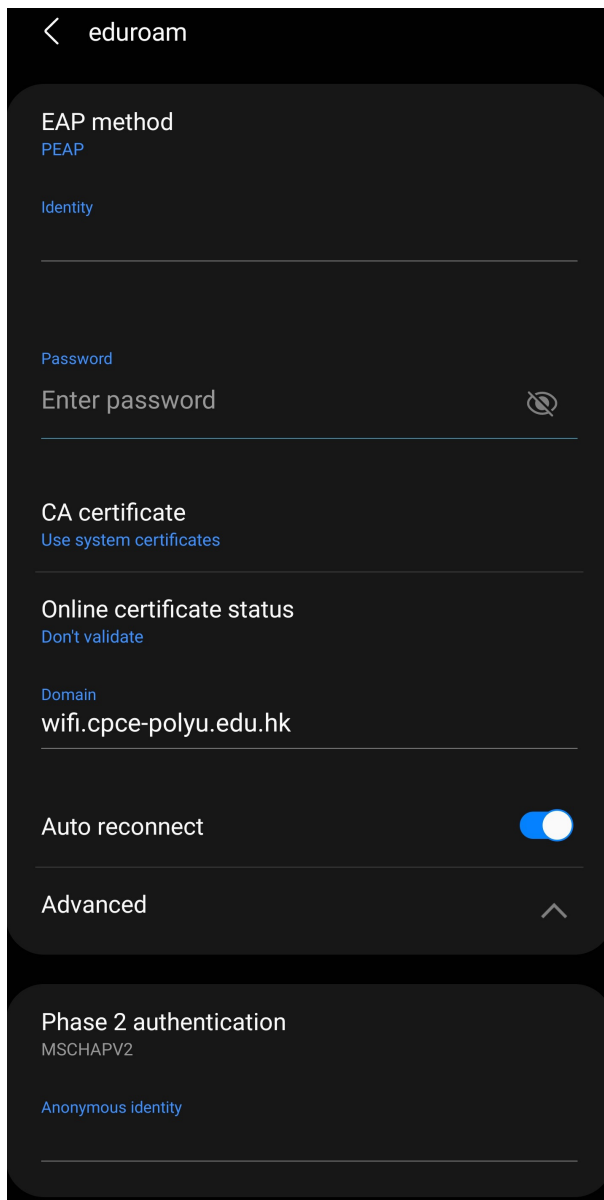 eduroam
EAP method
PEAP
Identity
Password
Enter password
CA certificate
Use system certificates
Online certificate status
Don't validate
Domain
wifi.cpce-polyu.edu.hk
Auto reconnect
Advanced
Phase 2 authentication
MSCHAPV2
Anonymous identity